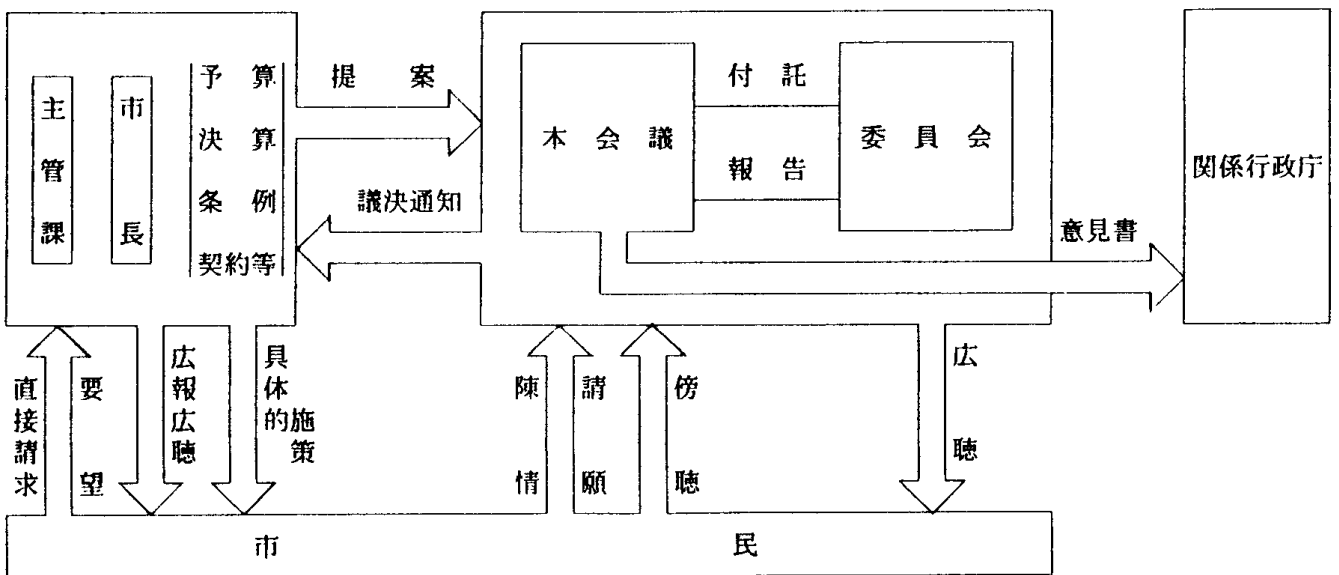 主管課
市長
予算
決算
条例
契約等
提案
議決通知
本会議
付託
報告
委員会
意見書
関係行政庁
直接請求
要望
広報広聴
具体的施策
陳情
請願
傍聴
広聴
市民